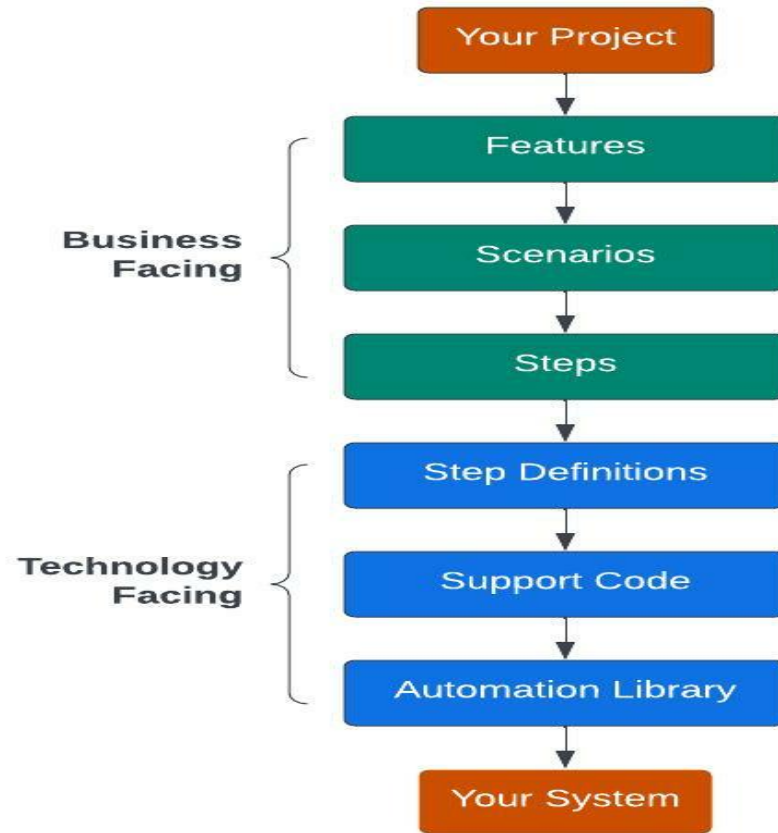 Your Project
Features
Business
Facing
Scenarios
Steps
Step Definitions
Technology
Facing
Support Code
Automation Library
Your System